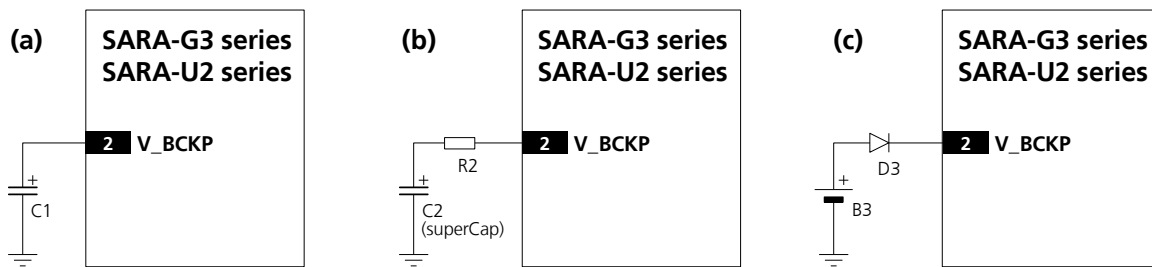 (a)
SARA-G3 series
SARA-U2 series
2 V_BCKP
+
C1
(b)
SARA-G3 series
SARA-U2 series
2 V_BCKP
R2
+
C2
(superCap)
(c)
SARA-G3 series
SARA-U2 series
2 V_BCKP
D3
+
B3